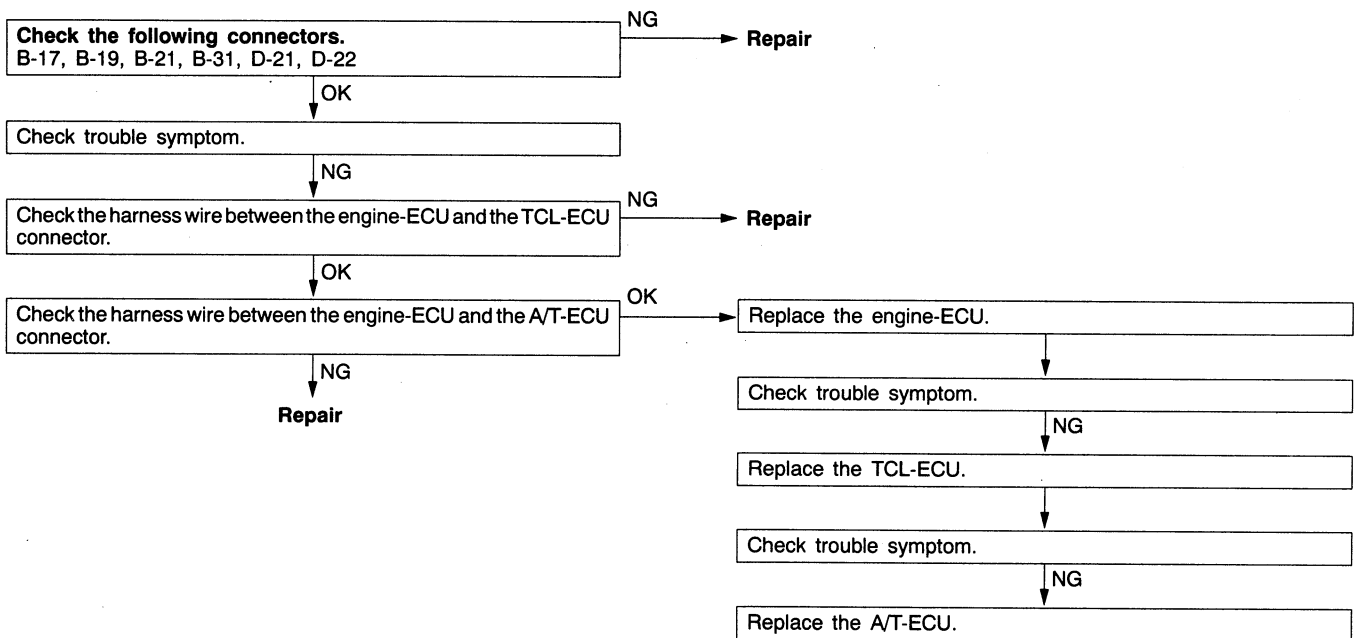 Check the following connectors.
B-17, B-19, B-21, B-31, D-21, D-22
NG
Repair
OK
Check trouble symptom.
NG
Check the harness wire between the engine-ECU and the TCL-ECU
connector.
NG
Repair
OK
Check the harness wire between the engine-ECU and the A/T-ECU
connector.
OK
NG
Repair
Replace the engine-ECU.
Check trouble symptom.
NG
Replace the TCL-ECU.
Check trouble symptom.
NG
Replace the A/T-ECU.